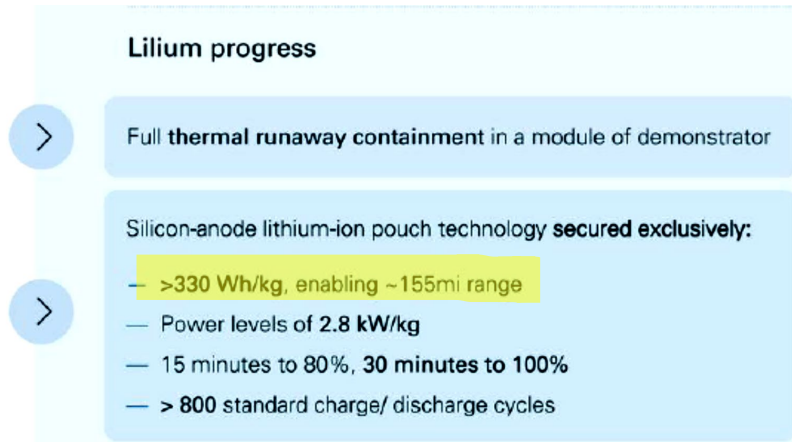 Lilium progress
Full thermal runaway containment in a module of demonstrator
Silicon-anode lithium-ion pouch technology secured exclusively:
— >330 Wh/kg, enabling ~155mi range
— Power levels of 2.8 kW/kg
— 15 minutes to 80%, 30 minutes to 100%
— > 800 standard charge/ discharge cycles